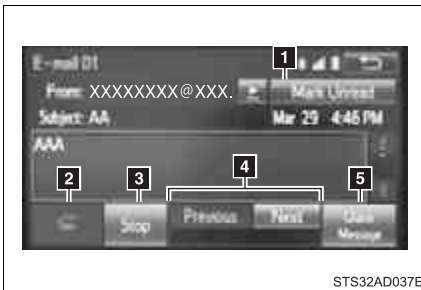 E-mail 01
1
From: XXXXXXXX@XXX. Mark Unread
Subject: AA Mar 29 4:46 PM
AAA
2 3 4 5
Stop Previous Next Quick
Message
STS32AD037E